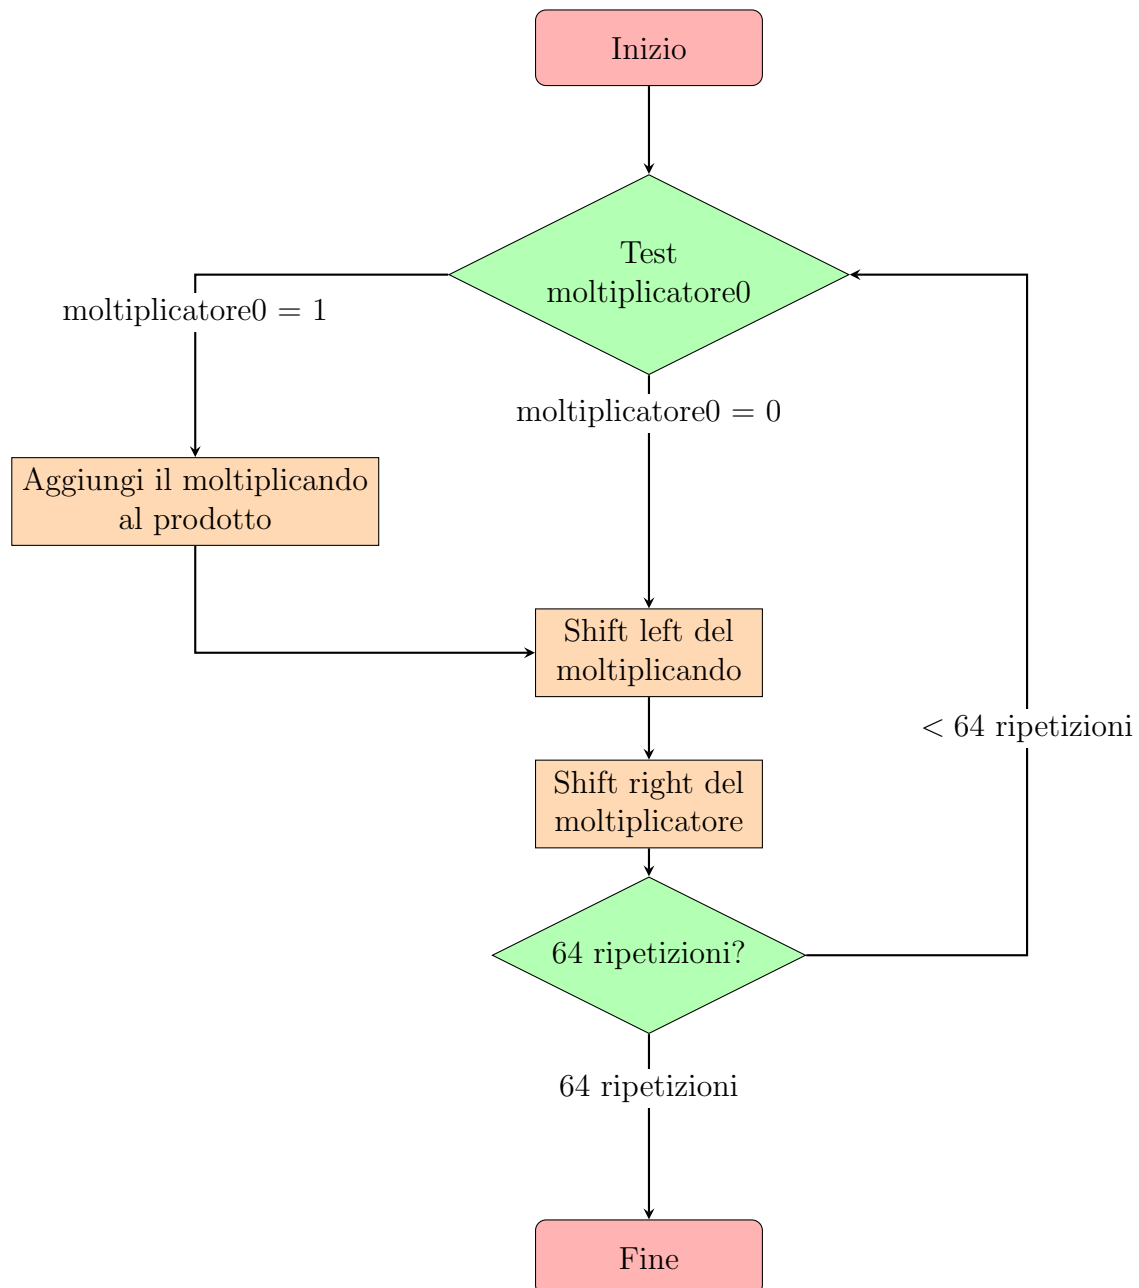 Inizio
Test
moltiplicatore0
moltiplicatore0 = 1
moltiplicatore0 = 0
Aggiungi il moltiplicando
al prodotto
Shift left del
moltiplicando
< 64 ripetizioni
Shift right del
moltiplicatore
64 ripetizioni?
64 ripetizioni
Fine